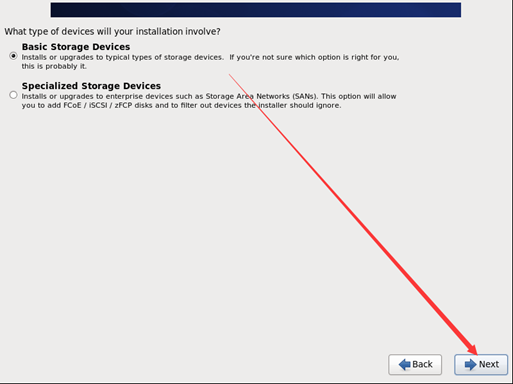 What type of devices will your installation involve?
Basic Storage Devices
Installs or upgrades to typical types of storage devices.  If you're not sure which option is right for you,
this is probably it.
Specialized Storage Devices
Installs or upgrades to enterprise devices such as Storage Area Networks (SANs). This option will allow
you to add FCoE / iSCSI / zFCP disks and to filter out devices the installer should ignore.
Back
Next